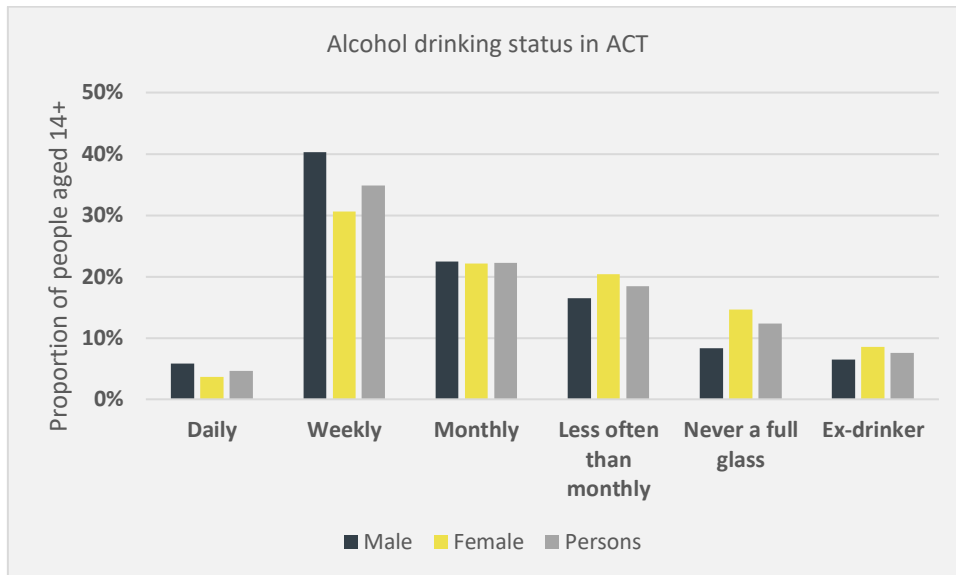 Alcohol drinking status in ACT
Proportion of people aged 14+
50%
40%
30%
20%
10%
0%
Daily
Weekly
Monthly
Less often
than
monthly
Never a full
glass
Ex-drinker
Male
Female
Persons